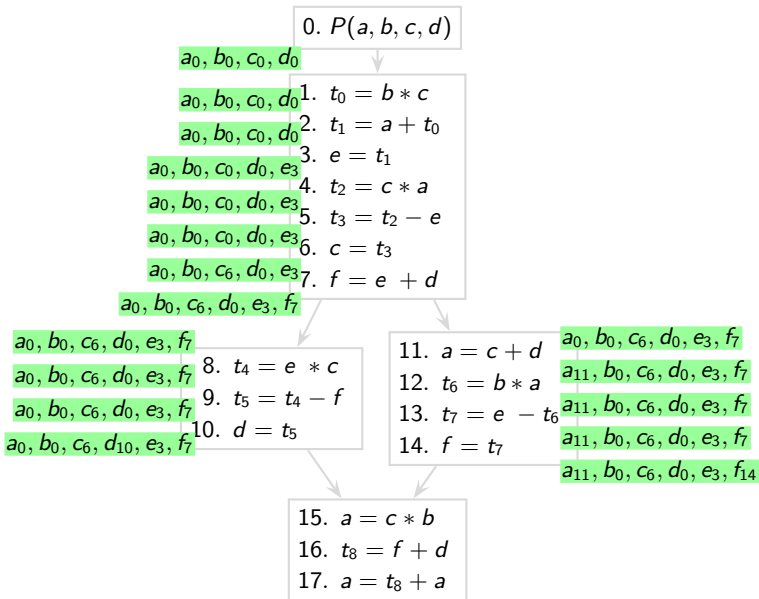 0. P(a, b, c, d)
a₀, b₀, c₀, d₀
1. t₀ = b ∗ c
a₀, b₀, c₀, d₀
2. t₁ = a + t₀
a₀, b₀, c₀, d₀
3. e = t₁
a₀, b₀, c₀, d₀, e₃
4. t₂ = c ∗ a
a₀, b₀, c₀, d₀, e₃
5. t₃ = t₂ − e
a₀, b₀, c₀, d₀, e₃
6. c = t₃
a₀, b₀, c₆, d₀, e₃
7. f = e + d
a₀, b₀, c₆, d₀, e₃, f₇
a₀, b₀, c₆, d₀, e₃, f₇
8. t₄ = e ∗ c
a₀, b₀, c₆, d₀, e₃, f₇
9. t₅ = t₄ − f
a₀, b₀, c₆, d₀, e₃, f₇
10. d = t₅
a₀, b₀, c₆, d₁₀, e₃, f₇
a₀, b₀, c₆, d₀, e₃, f₇
11. a = c + d
a₁₁, b₀, c₆, d₀, e₃, f₇
12. t₆ = b ∗ a
a₁₁, b₀, c₆, d₀, e₃, f₇
13. t₇ = e − t₆
a₁₁, b₀, c₆, d₀, e₃, f₇
14. f = t₇
a₁₁, b₀, c₆, d₀, e₃, f₁₄
15. a = c ∗ b
16. t₈ = f + d
17. a = t₈ + a